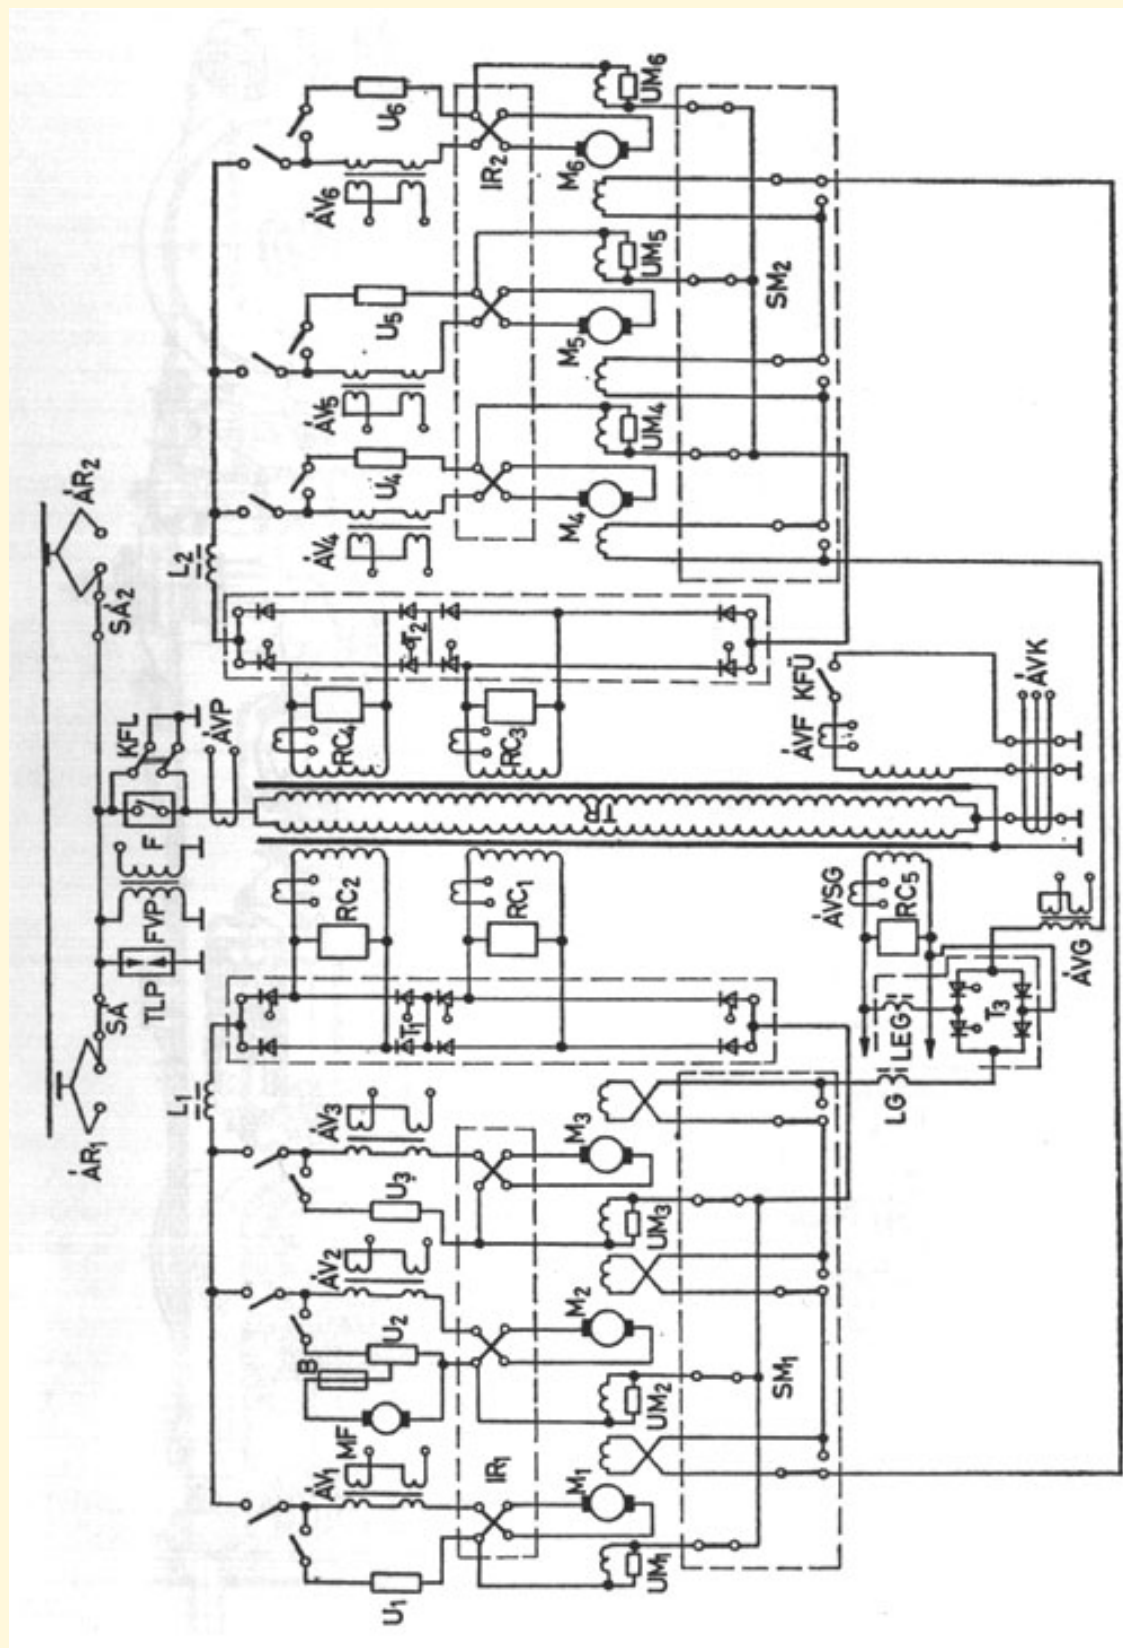 ÁR₁
ÁR₂
SÁ
SÁ2
TLP
FVP
F
KFL
ÁVP
L₁
L₂
ÁV₁
ÁV2
ÁV3
ÁV4
ÁV5
ÁV6
U₁
MF
B
U₂
U₃
U₄
U₅
U₆
T₁
T₂
RC₂
RC₄
RC₁
RC₃
TR
IR₁
IR₂
M₁
M₂
M₃
M₄
M₅
M₆
UM₁
UM₂
UM₃
UM₄
UM₅
UM₆
SM₁
SM₂
ÁVSG
RC₅
ÁVF
KFÜ
LG
LEG
T₃
ÁVG
ÁVK